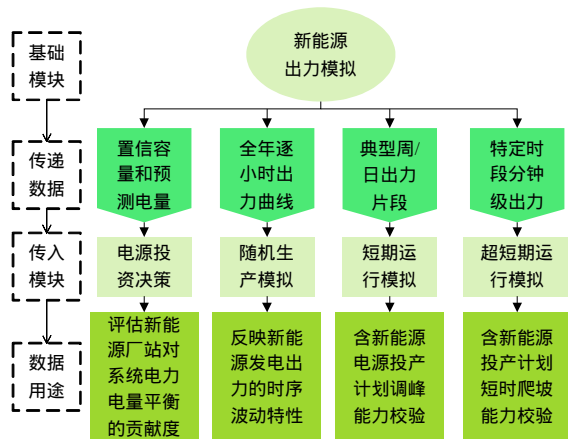 基础
模块
新能源
出力模拟
传递
数据
置信容
量和预
测电量
全年逐
小时出
力曲线
典型周/
日出力
片段
特定时
段分钟
级出力
传入
模块
电源投
资决策
随机生
产模拟
短期运
行模拟
超短期运
行模拟
数据
用途
评估新能
源厂站对
系统电力
电量平衡
的贡献度
反映新能
源发电出
力的时序
波动特性
含新能源
电源投产
计划调峰
能力校验
含新能源
投产计划
短时爬坡
能力校验